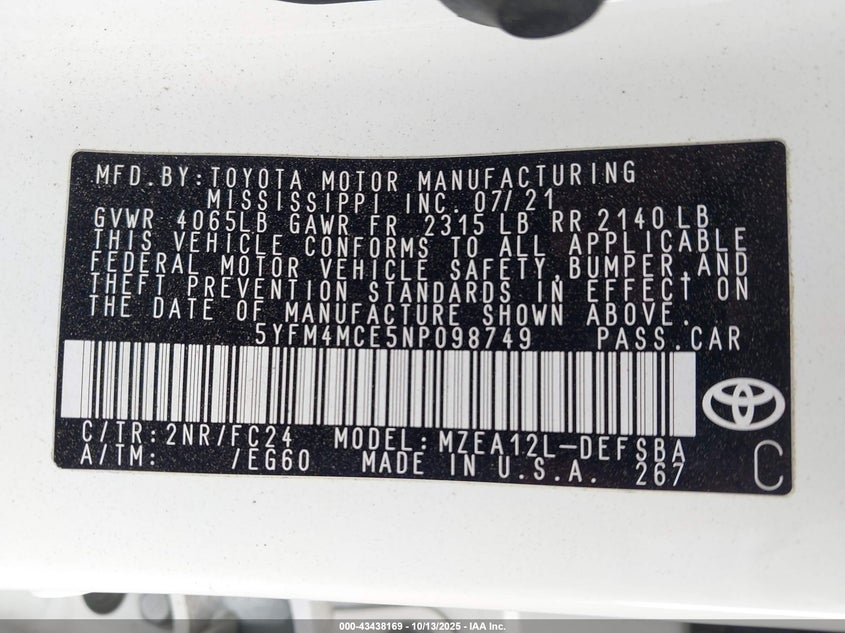 MFD.BY:TOYOTA MOTOR MANUFACTURING
MISSISSIPPI INC. 07/21
GVWR 4065LB GAWR FR 2315 LB RR 2140 LB
THIS VEHICLE CONFORMS TO ALL APPLICABLE
FEDERAL MOTOR VEHICLE SAFETY,BUMPER,AND
THEFT PREVENTION STANDARDS IN EFFECT ON
THE DATE OF MANUFACTURE SHOWN ABOVE.
5YFM4MCE5NP098749 PASS.CAR
C/TR:2NR/FC24 MODEL:MZEA12L-DEFSBA
A/TM: /EG60 MADE IN U.S.A. 267
C
000-43438169 - 10/13/2025 - IAA Inc.